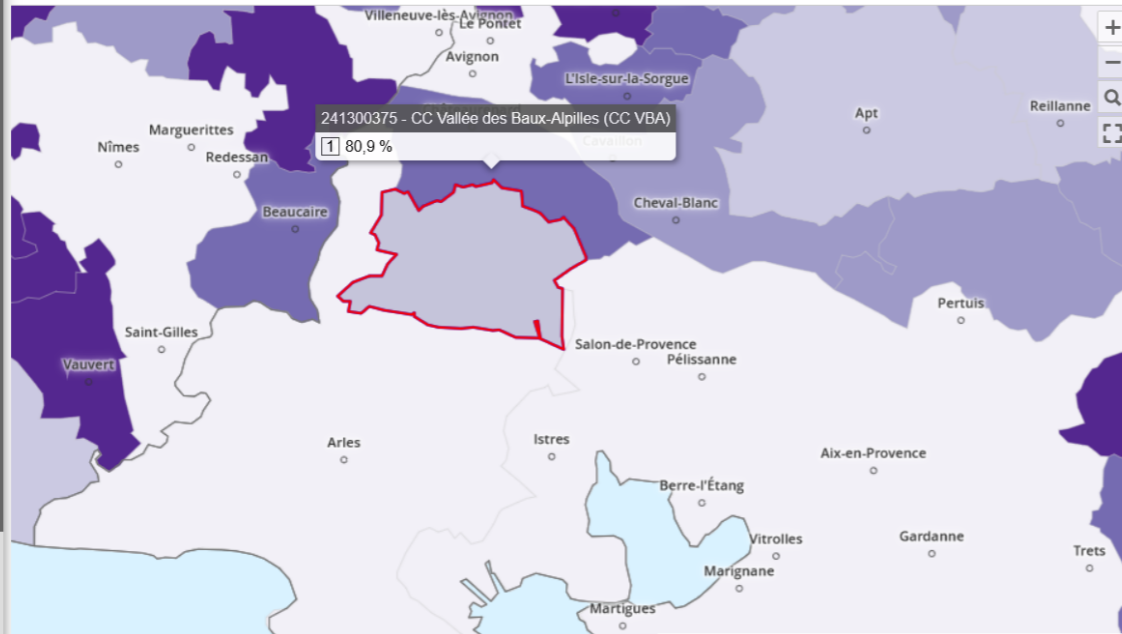 Villeneuve-lès-Avignon
Le Pontet
+
Avignon
−
L'Isle-sur-la-Sorgue
Reillanne
Apt
241300375 - CC Vallée des Baux-Alpilles (CC VBA)
Marguerittes
1 80,9 %
Cavaillon
Nîmes
Redessan
Cheval-Blanc
Beaucaire
Pertuis
Saint-Gilles
Salon-de-Provence
Pélissanne
Vauvert
Istres
Arles
Aix-en-Provence
Berre-l'Étang
Gardanne
Vitrolles
Trets
Marignane
Martigues